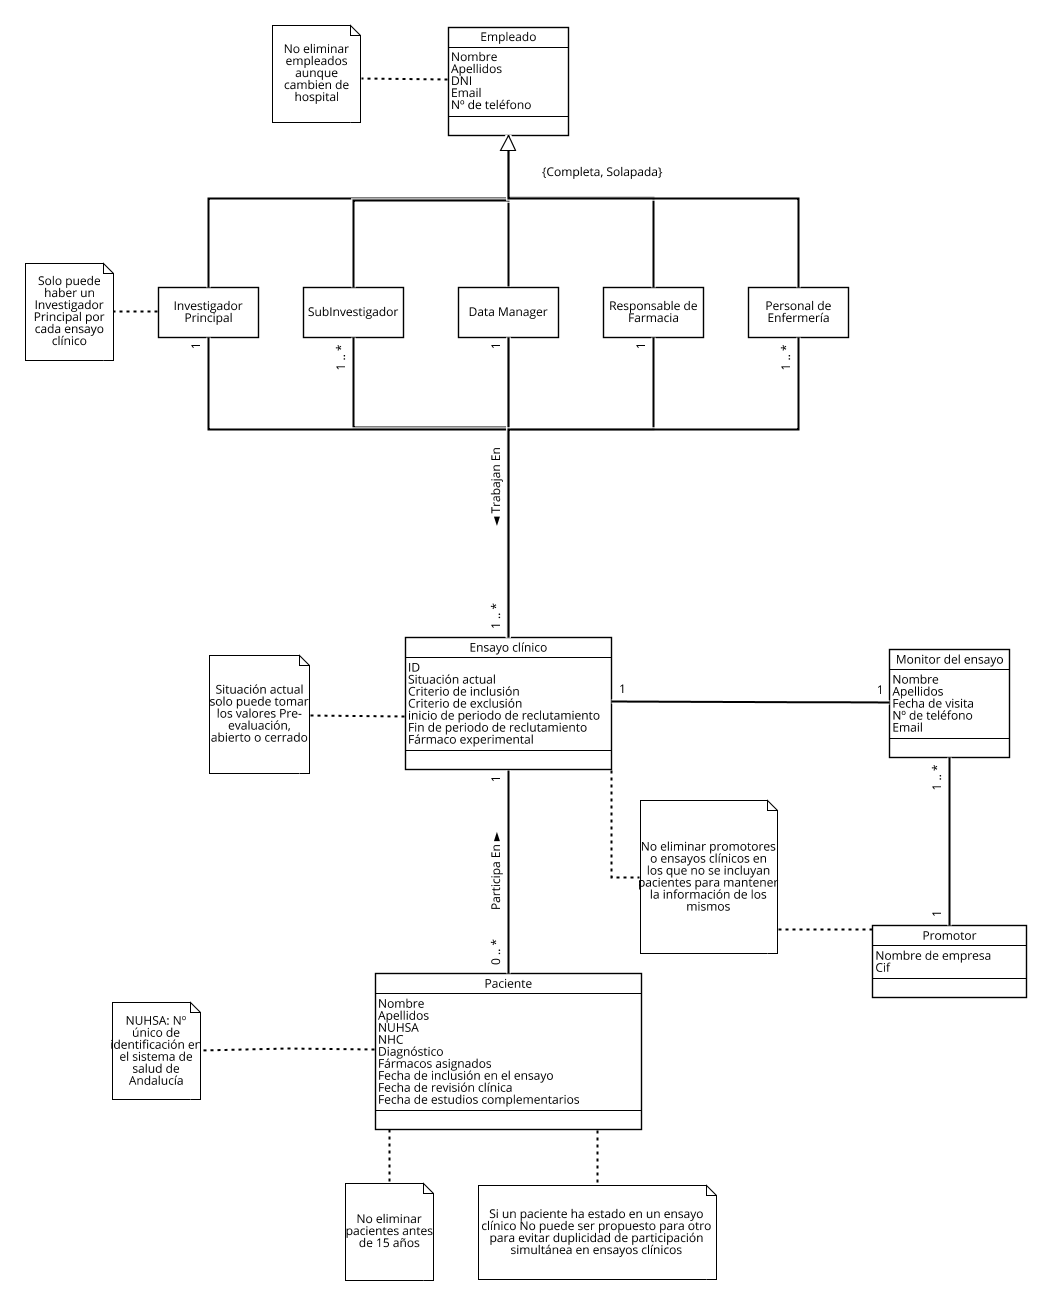 No eliminar
empleados
aunque
cambien de
hospital
Empleado
Nombre
Apellidos
DNI
Email
Nº de teléfono
{Completa, Solapada}
Solo puede
haber un
Investigador
Principal por
cada ensayo
clínico
Investigador
Principal
SubInvestigador
Data Manager
Responsable de
Farmacia
Personal de
Enfermería
1
1 .. *
1
1
1 .. *
◄ Trabajan En
1 .. *
Situación actual
solo puede tomar
los valores Pre-
evaluación,
abierto o cerrado
Ensayo clínico
ID
Situación actual
Criterio de inclusión
Criterio de exclusión
inicio de periodo de reclutamiento
Fin de periodo de reclutamiento
Fármaco experimental
1
1
Monitor del ensayo
Nombre
Apellidos
Fecha de visita
Nº de teléfono
Email
1
1 .. *
Participa En ►
No eliminar promotores
o ensayos clínicos en
los que no se incluyan
pacientes para mantener
la información de los
mismos
0 .. *
1
Promotor
Nombre de empresa
Cif
NUHSA: Nº
único de
identificación en
el sistema de
salud de
Andalucía
Paciente
Nombre
Apellidos
NUHSA
NHC
Diagnóstico
Fármacos asignados
Fecha de inclusión en el ensayo
Fecha de revisión clínica
Fecha de estudios complementarios
No eliminar
pacientes antes
de 15 años
Si un paciente ha estado en un ensayo
clínico No puede ser propuesto para otro
para evitar duplicidad de participación
simultánea en ensayos clínicos